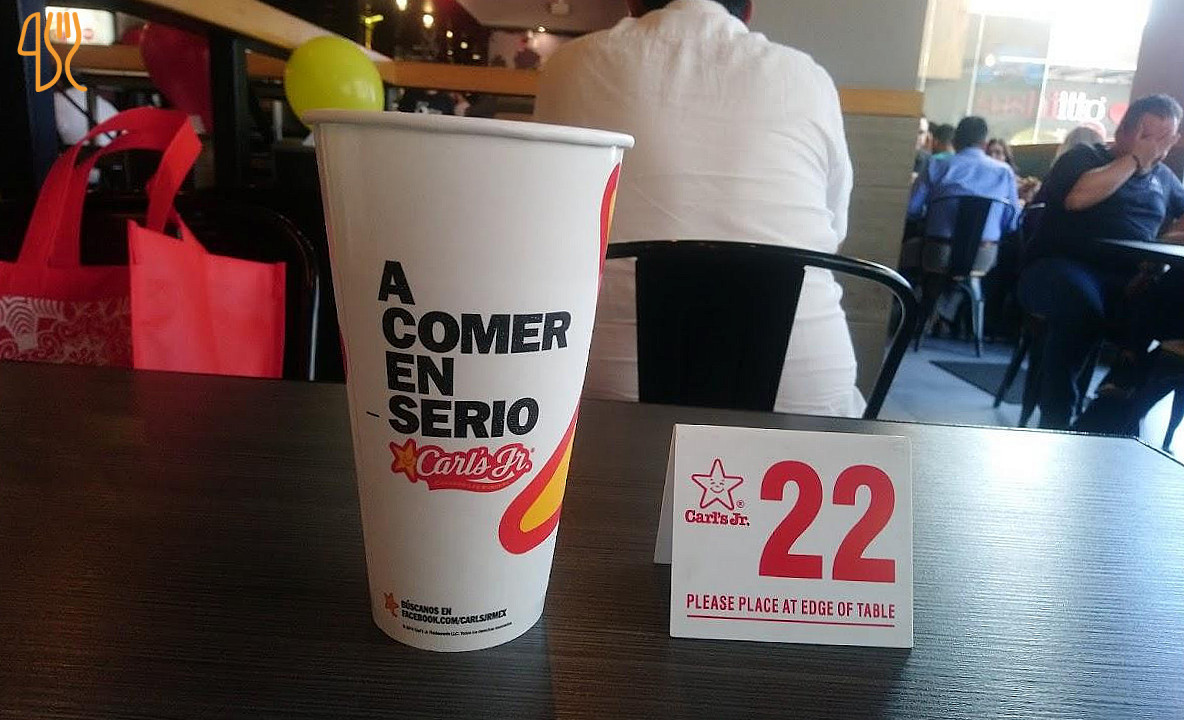 A
COMER
EN
SERIO
Carl's Jr.
BÚSCANOS EN
FACEBOOK.COM/CARLSJRMEX
Carl's Jr.
22
PLEASE PLACE AT EDGE OF TABLE